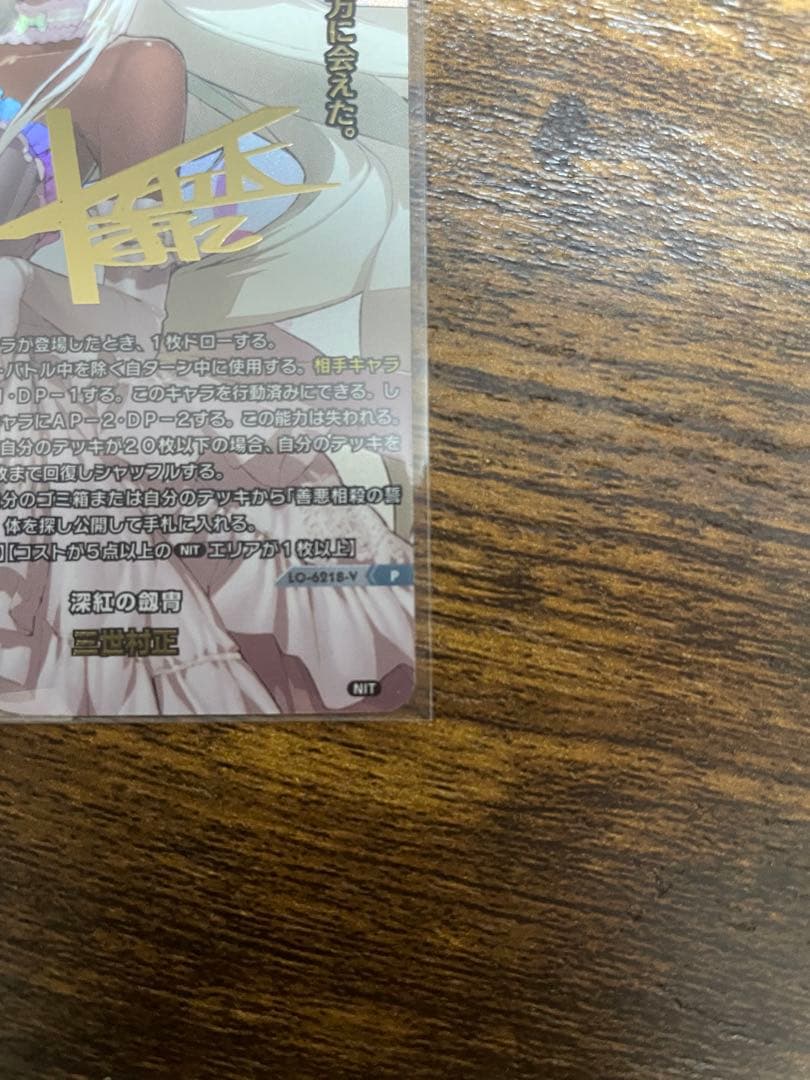 方に会えた。
ラが登場したとき、1枚ドローする。
・バトル中を除く自ターン中に使用する。相手キャラ
1・DP－1する。このキャラを行動済みにできる。し
ャラにAP－2・DP－2する。この能力は失われる。
自分のデッキが20枚以下の場合、自分のデッキを
枚まで回復しシャッフルする。
分のゴミ箱または自分のデッキから「善悪相殺の誓
体を探し公開して手札に入れる。
][コストが5点以上の NIT エリアが1枚以上]
LO-6218-V P
深紅の劔冑
三世村正
NIT